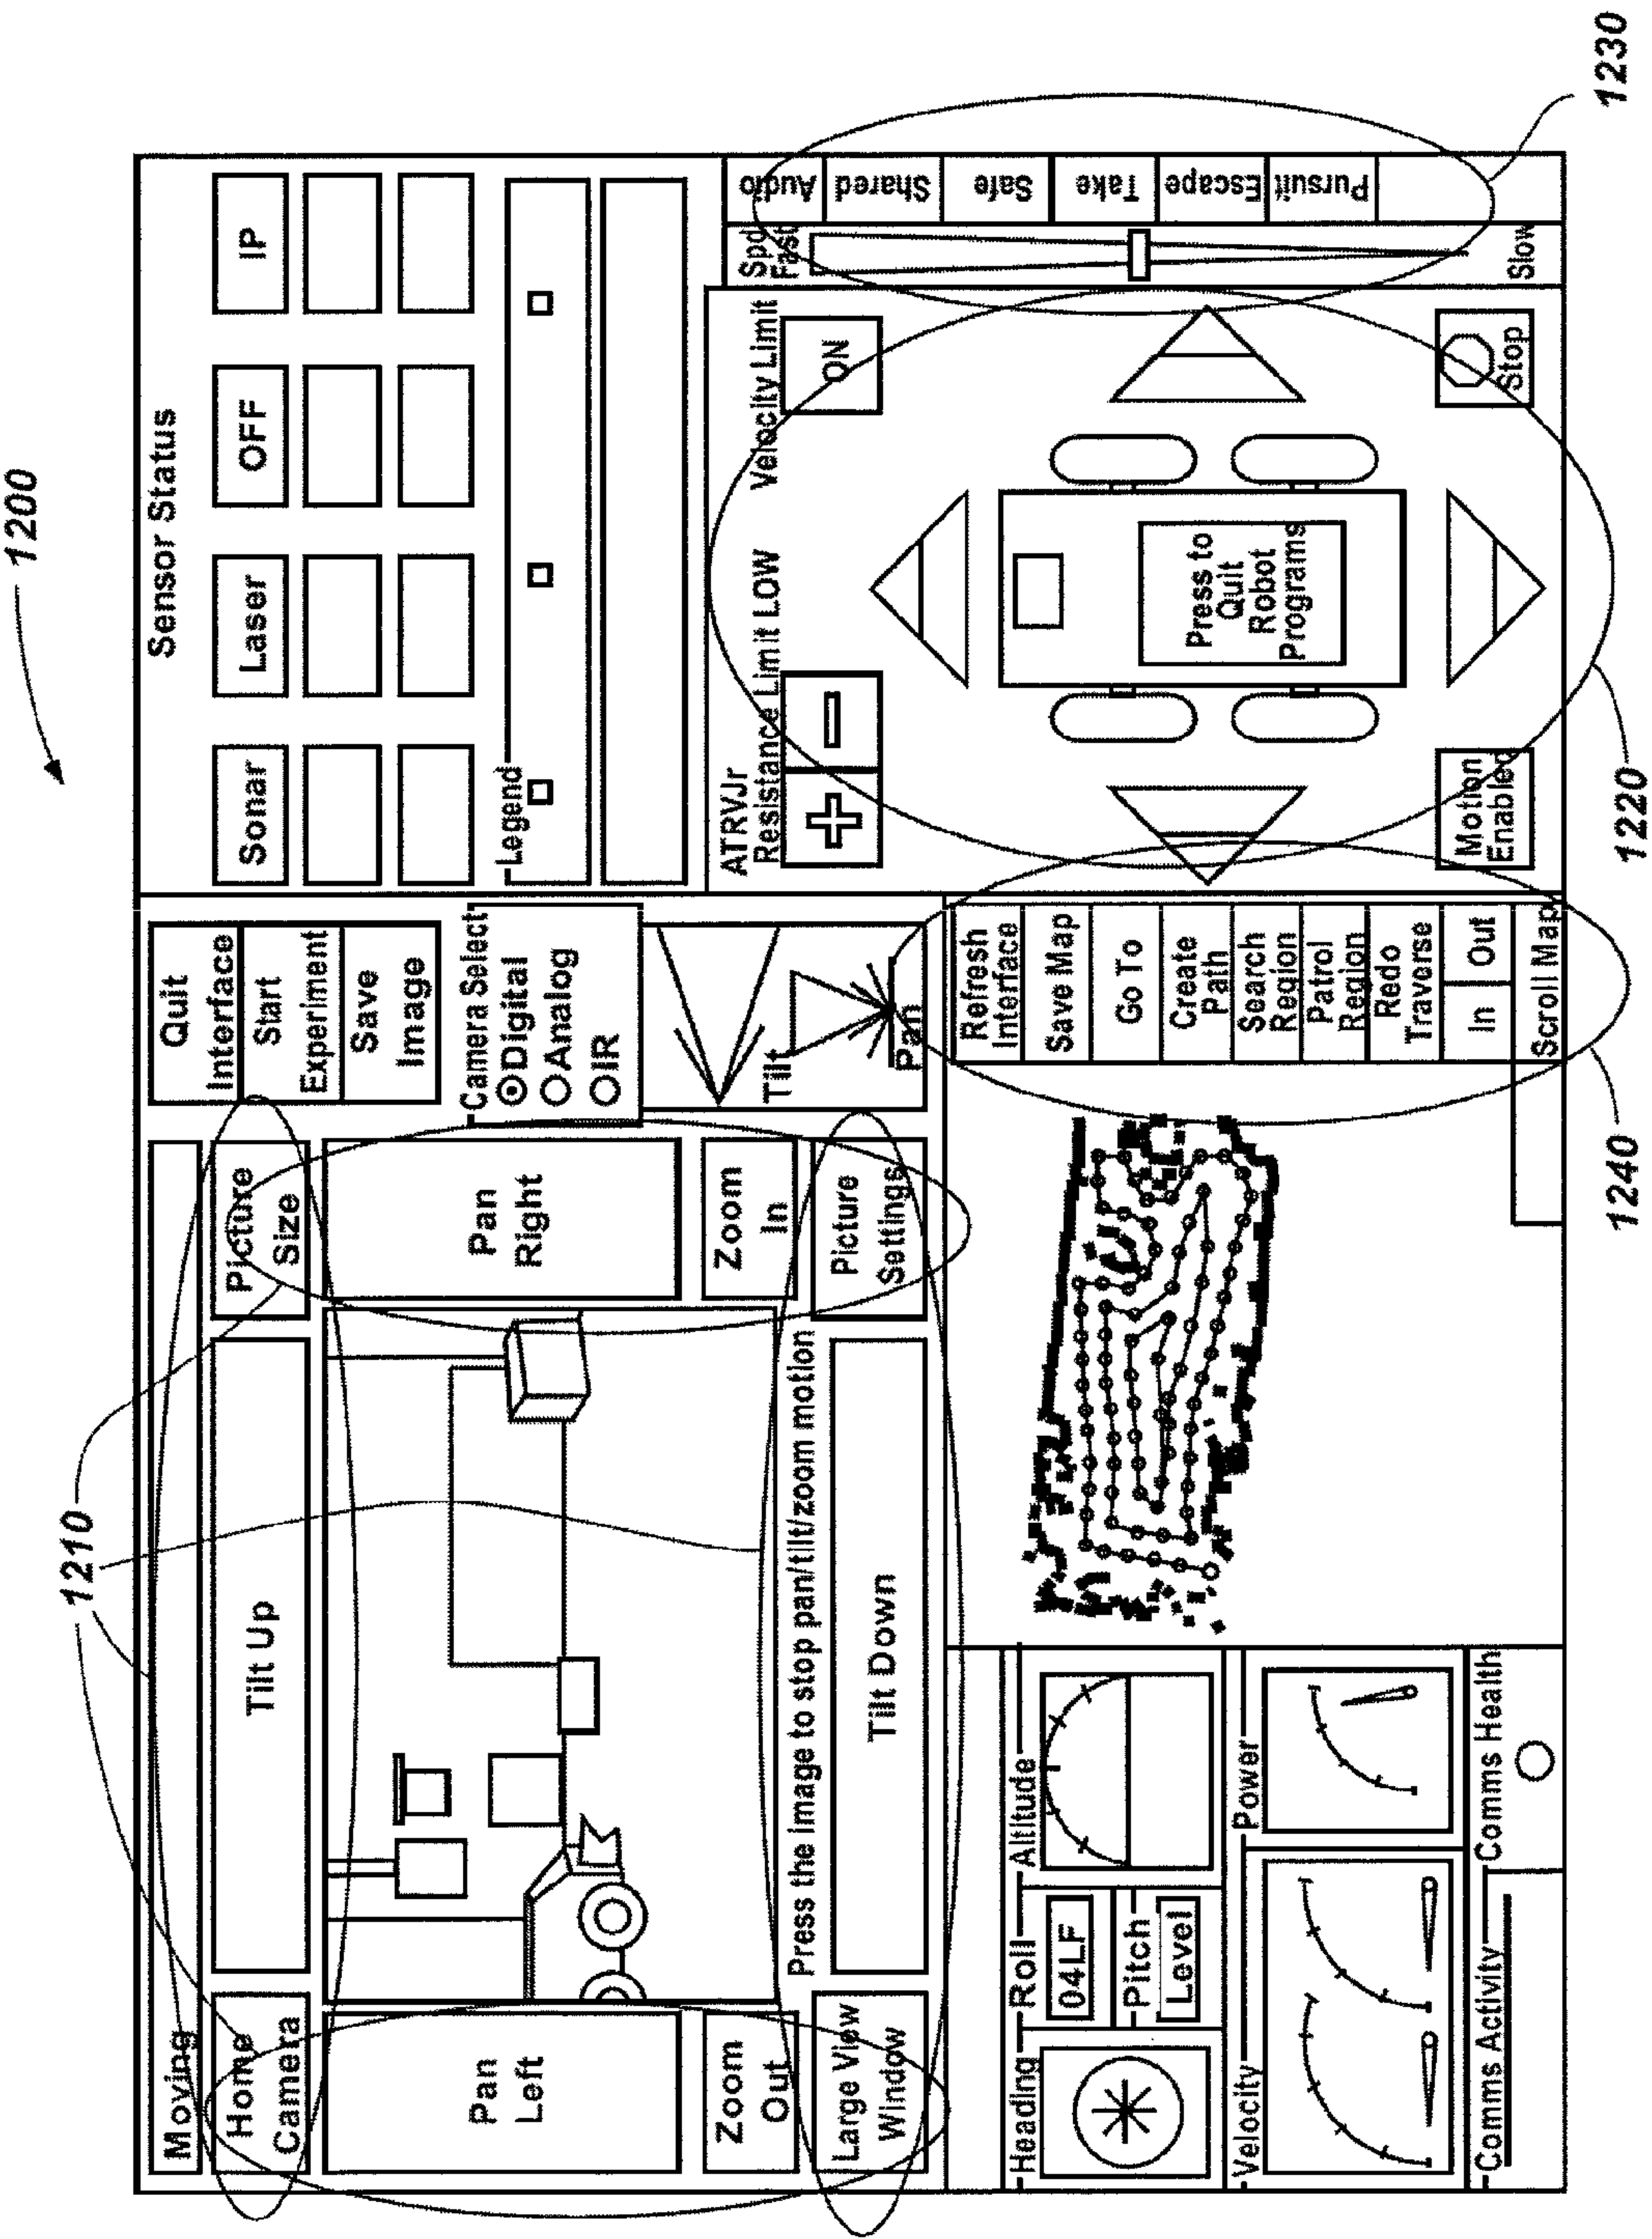 1200
1210
Moving
Home
Camera
Tilt Up
Picture
Size
Pan
Left
Pan
Right
Zoom
Out
Zoom
In
Press the image to stop pan/tilt/zoom motion
Large View
Window
Tilt Down
Picture
Settings
Quit
Interface
Start
Experiment
Save
Image
Camera Select
Digital
Analog
IR
Tilt
Pan
Sensor Status
Sonar
Laser
OFF
IP
Legend
Heading
Roll
04LF
Pitch
Level
Altitude
Velocity
Power
Comms Activity
Comms Health
Refresh
Interface
Save Map
Go To
Create
Path
Search
Region
Patrol
Region
Redo
Traverse
In
Out
Scroll Map
ATRVJr
Resistance Limit LOW
Velocity Limit
ON
Press to
Quit
Robot
Programs
Motion
Enabled
Stop
Spd
Fast
Slow
Audio
Shared
Safe
Take
Escape
Pursuit
1240
1220
1230